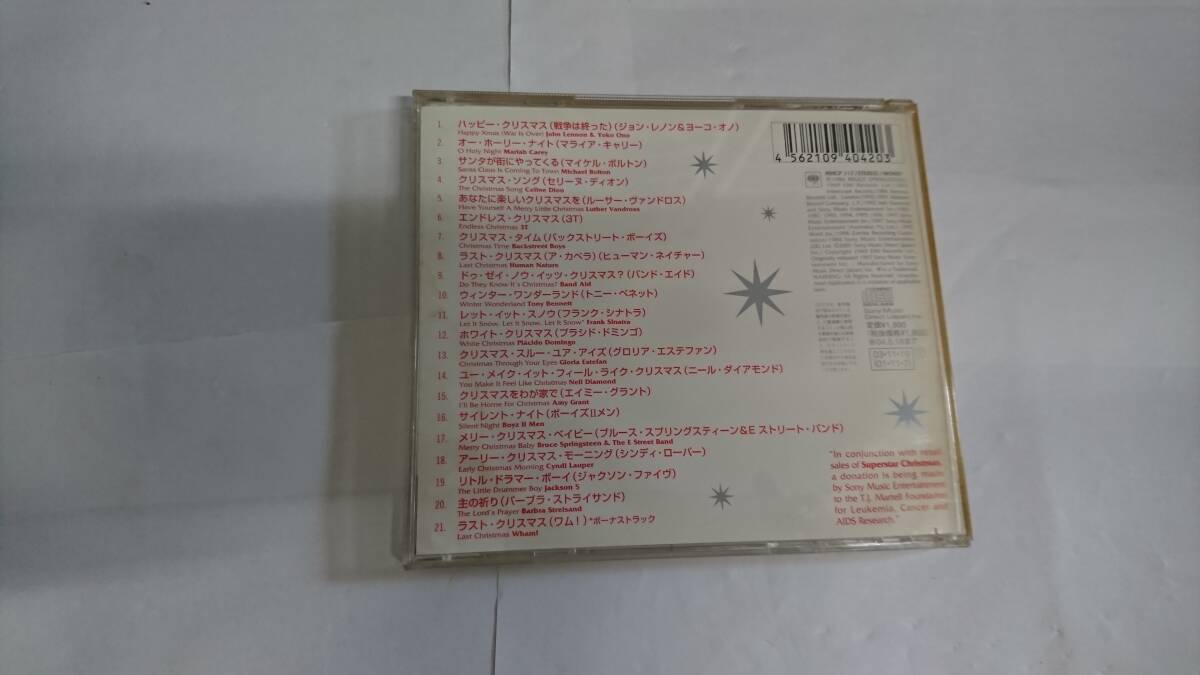 1. ハッピー・クリスマス(戦争は終った)(ジョン・レノン&ヨーコ・オノ)
Happy Xmas (War Is Over) John Lennon & Yoko Ono
2. オー・ホーリー・ナイト(マライア・キャリー)
O Holy Night Mariah Carey
3. サンタが街にやってくる(マイケル・ボルトン)
Santa Claus Is Coming To Town Michael Bolton
4. クリスマス・ソング(セリーヌ・ディオン)
The Christmas Song Celine Dion
5. あなたに楽しいクリスマスを(ルーサー・ヴァンドロス)
Have Yourself A Merry Little Christmas Luther Vandross
6. エンドレス・クリスマス(3T)
Endless Christmas 3T
7. クリスマス・タイム(バックストリート・ボーイズ)
Christmas Time Backstreet Boys
8. ラスト・クリスマス(ア・カペラ)(ヒューマン・ネイチャー)
Last Christmas Human Nature
9. ドゥ・ゼイ・ノウ・イッツ・クリスマス?(バンド・エイド)
Do They Know It's Christmas? Band Aid
10. ウィンター・ワンダーランド(トニー・ベネット)
Winter Wonderland Tony Bennett
11. レット・イット・スノウ(フランク・シナトラ)
Let It Snow, Let It Snow, Let It Snow* Frank Sinatra
12. ホワイト・クリスマス(プラシド・ドミンゴ)
White Christmas Plácido Domingo
13. クリスマス・スルー・ユア・アイズ(グロリア・エステファン)
Christmas Through Your Eyes Gloria Estefan
14. ユー・メイク・イット・フィール・ライク・クリスマス(ニール・ダイアモンド)
You Make It Feel Like Christmas Neil Diamond
15. クリスマスをわが家で(エイミー・グラント)
I'll Be Home For Christmas Amy Grant
16. サイレント・ナイト(ボーイズIIメン)
Silent Night Boyz II Men
17. メリー・クリスマス・ベイビー(ブルース・スプリングスティーン&E ストリート・バンド)
Merry Christmas Baby Bruce Springsteen & The E Street Band
18. アーリー・クリスマス・モーニング(シンディ・ローパー)
Early Christmas Morning Cyndi Lauper
19. リトル・ドラマー・ボーイ(ジャクソン・ファイヴ)
The Little Drummer Boy Jackson 5
20. 主の祈り(バーブラ・ストライサンド)
The Lord's Prayer Barbra Streisand
21. ラスト・クリスマス(ワム!)*ボーナストラック
Last Christmas Wham!
4 562109 404203
Sony Music
定価¥1,890
03・11・19
"In conjunction with retail
sales of Superstar Christmas,
a donation is being made
by Sony Music Entertainment
to the T.J. Martell Foundation
for Leukemia, Cancer and
AIDS Research."